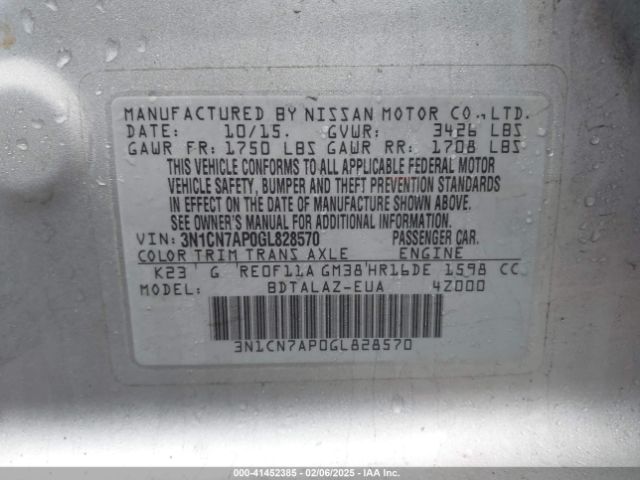 MANUFACTURED BY NISSAN MOTOR CO.,LTD.
DATE: 10/15. GVWR: 3426 LBS
GAWR FR: 1750 LBS GAWR RR: 1708 LBS
THIS VEHICLE CONFORMS TO ALL APPLICABLE FEDERAL MOTOR
VEHICLE SAFETY, BUMPER AND THEFT PREVENTION STANDARDS
IN EFFECT ON THE DATE OF MANUFACTURE SHOWN ABOVE.
SEE OWNER'S MANUAL FOR ADDITIONAL INFORMATION.
VIN: 3N1CN7AP0GL828570 PASSENGER CAR.
COLOR TRIM TRANS AXLE ENGINE
K23 G RE0F11A GM38 HR16DE 1598 CC
MODEL: BDTALAZ-EUA 4Z000
3N1CN7AP0GL828570
000-41452385 - 02/06/2025 - IAA Inc.